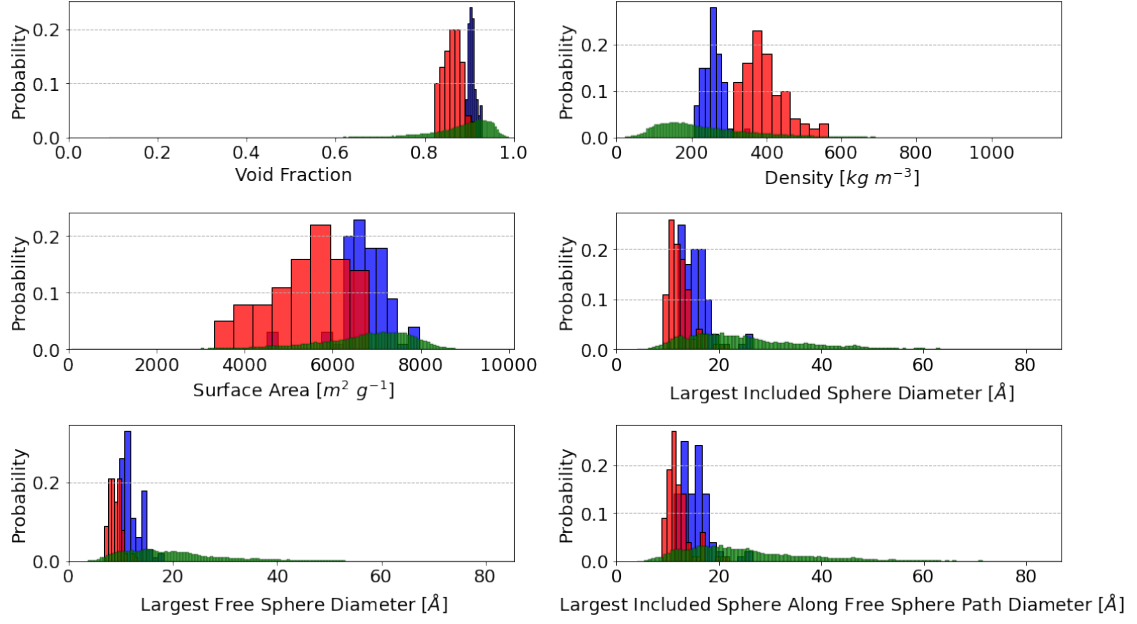 Probability
0.2
0.1
0.0
0.0 0.2 0.4 0.6 0.8 1.0
Void Fraction
Probability
0.2
0.1
0.0
0 200 400 600 800 1000
Density [kg m⁻³]
Probability
0.2
0.1
0.0
0 2000 4000 6000 8000 10000
Surface Area [m² g⁻¹]
Probability
0.2
0.1
0.0
0 20 40 60 80
Largest Included Sphere Diameter [Å]
Probability
0.2
0.0
0 20 40 60 80
Largest Free Sphere Diameter [Å]
Probability
0.2
0.1
0.0
0 20 40 60 80
Largest Included Sphere Along Free Sphere Path Diameter [Å]